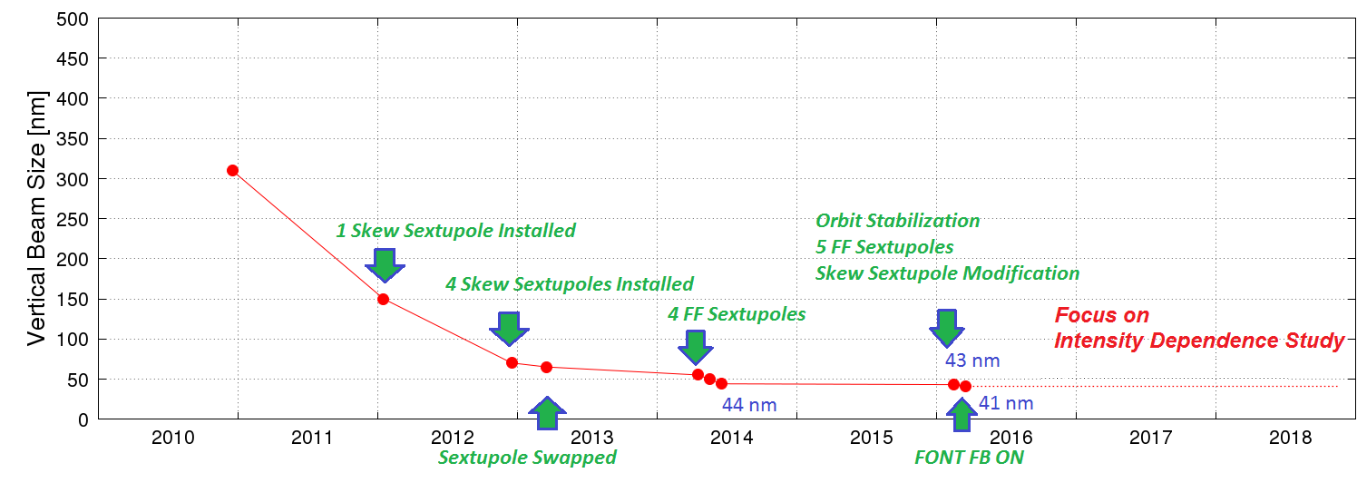 Vertical Beam Size [nm]
500
450
400
350
300
250
200
150
100
50
0
1 Skew Sextupole Installed
4 Skew Sextupoles Installed
4 FF Sextupoles
Orbit Stabilization
5 FF Sextupoles
Skew Sextupole Modification
Focus on
Intensity Dependence Study
43 nm
44 nm
41 nm
2010
2011
2012
2013
2014
2015
2016
2017
2018
Sextupole Swapped
FONT FB ON